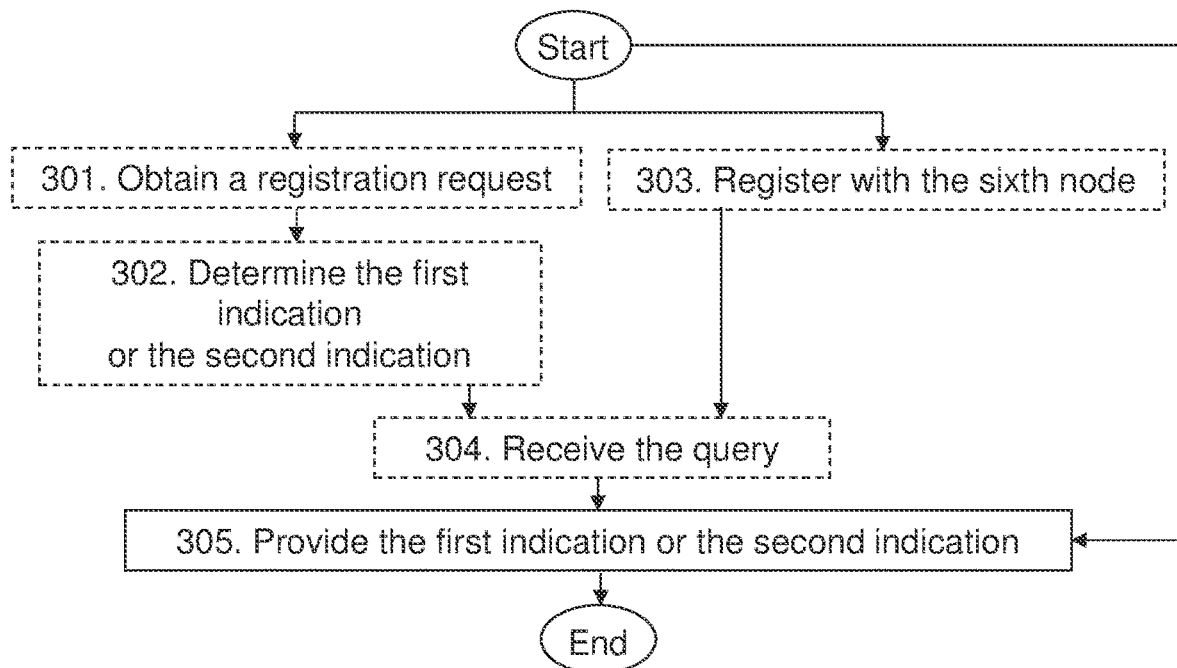 Start
301. Obtain a registration request
303. Register with the sixth node
302. Determine the first
indication
or the second indication
304. Receive the query
305. Provide the first indication or the second indication
End